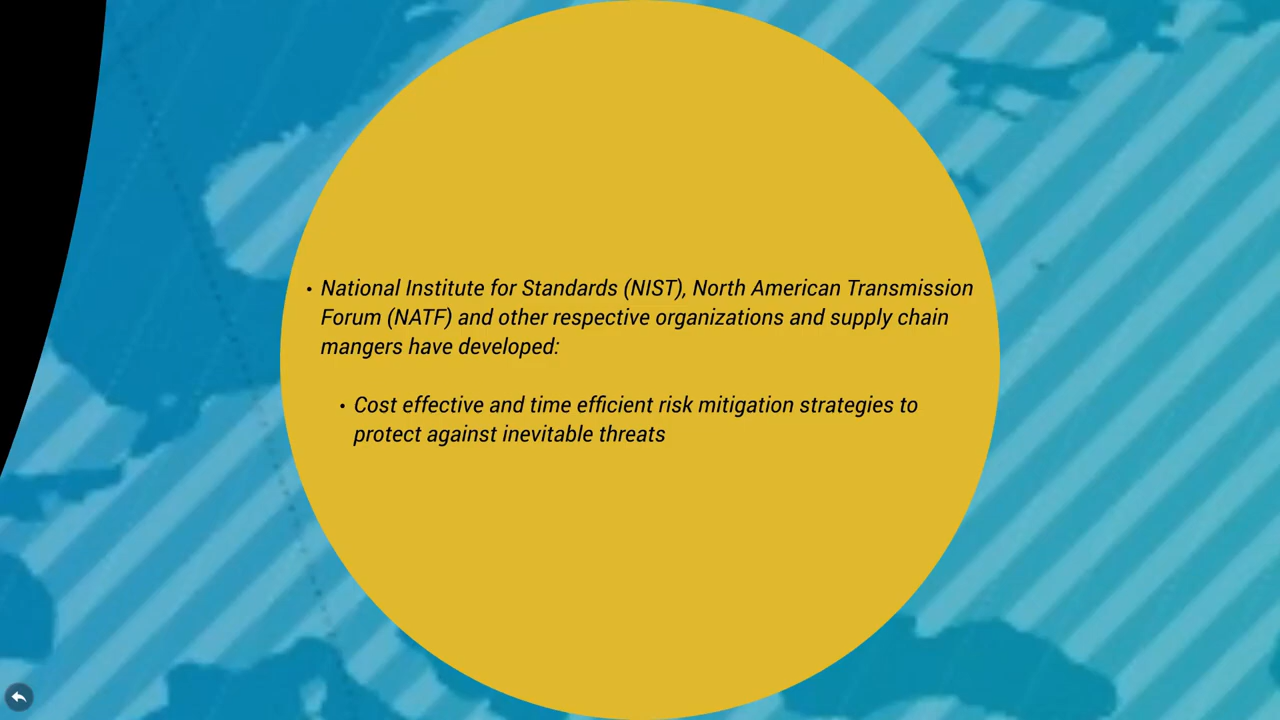 • National Institute for Standards (NIST), North American Transmission
Forum (NATF) and other respective organizations and supply chain
mangers have developed:
• Cost effective and time efficient risk mitigation strategies to
protect against inevitable threats